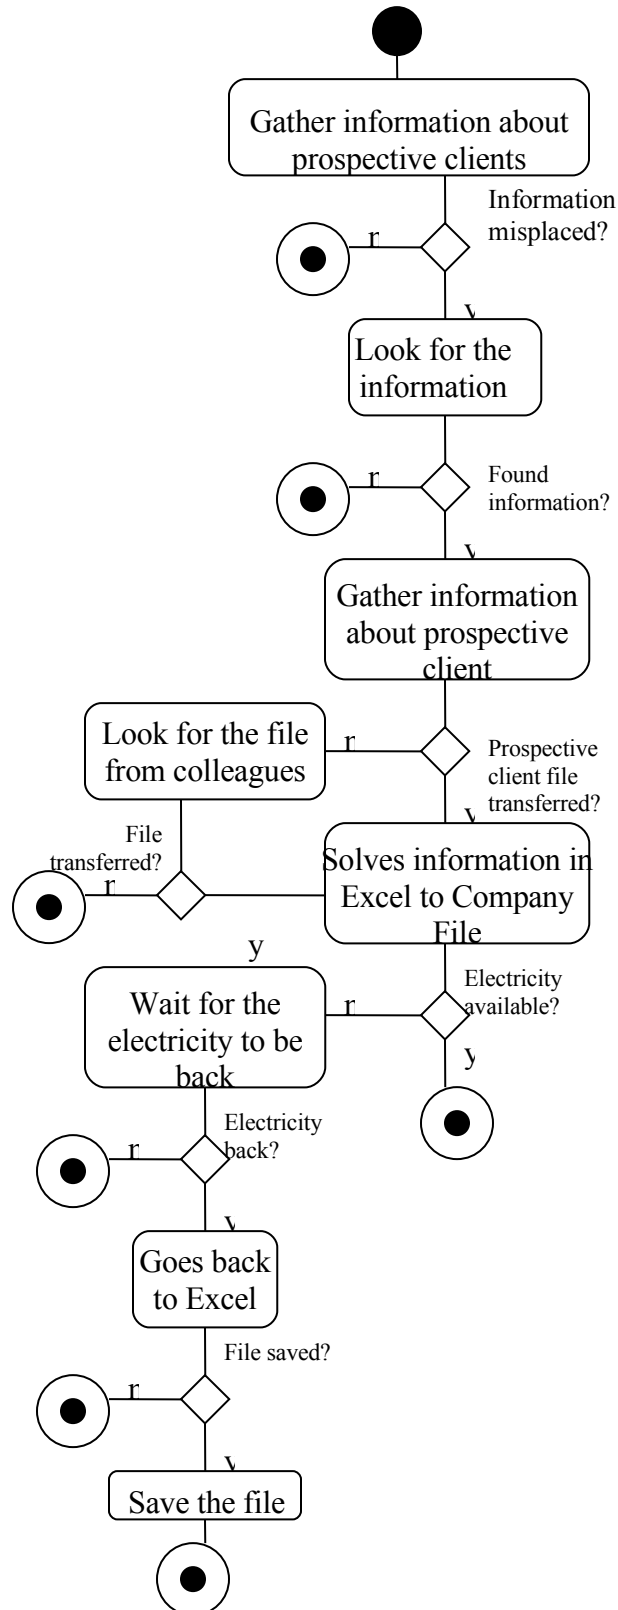 Gather information about
prospective clients
Information
misplaced?
Look for the
information
Found
information?
Gather information
about prospective
client
Look for the file
from colleagues
Prospective
client file
transferred?
File
transferred?
Solves information in
Excel to Company
File
y
Electricity
available?
Wait for the
electricity to be
back
y
Electricity
back?
Goes back
to Excel
File saved?
Save the file